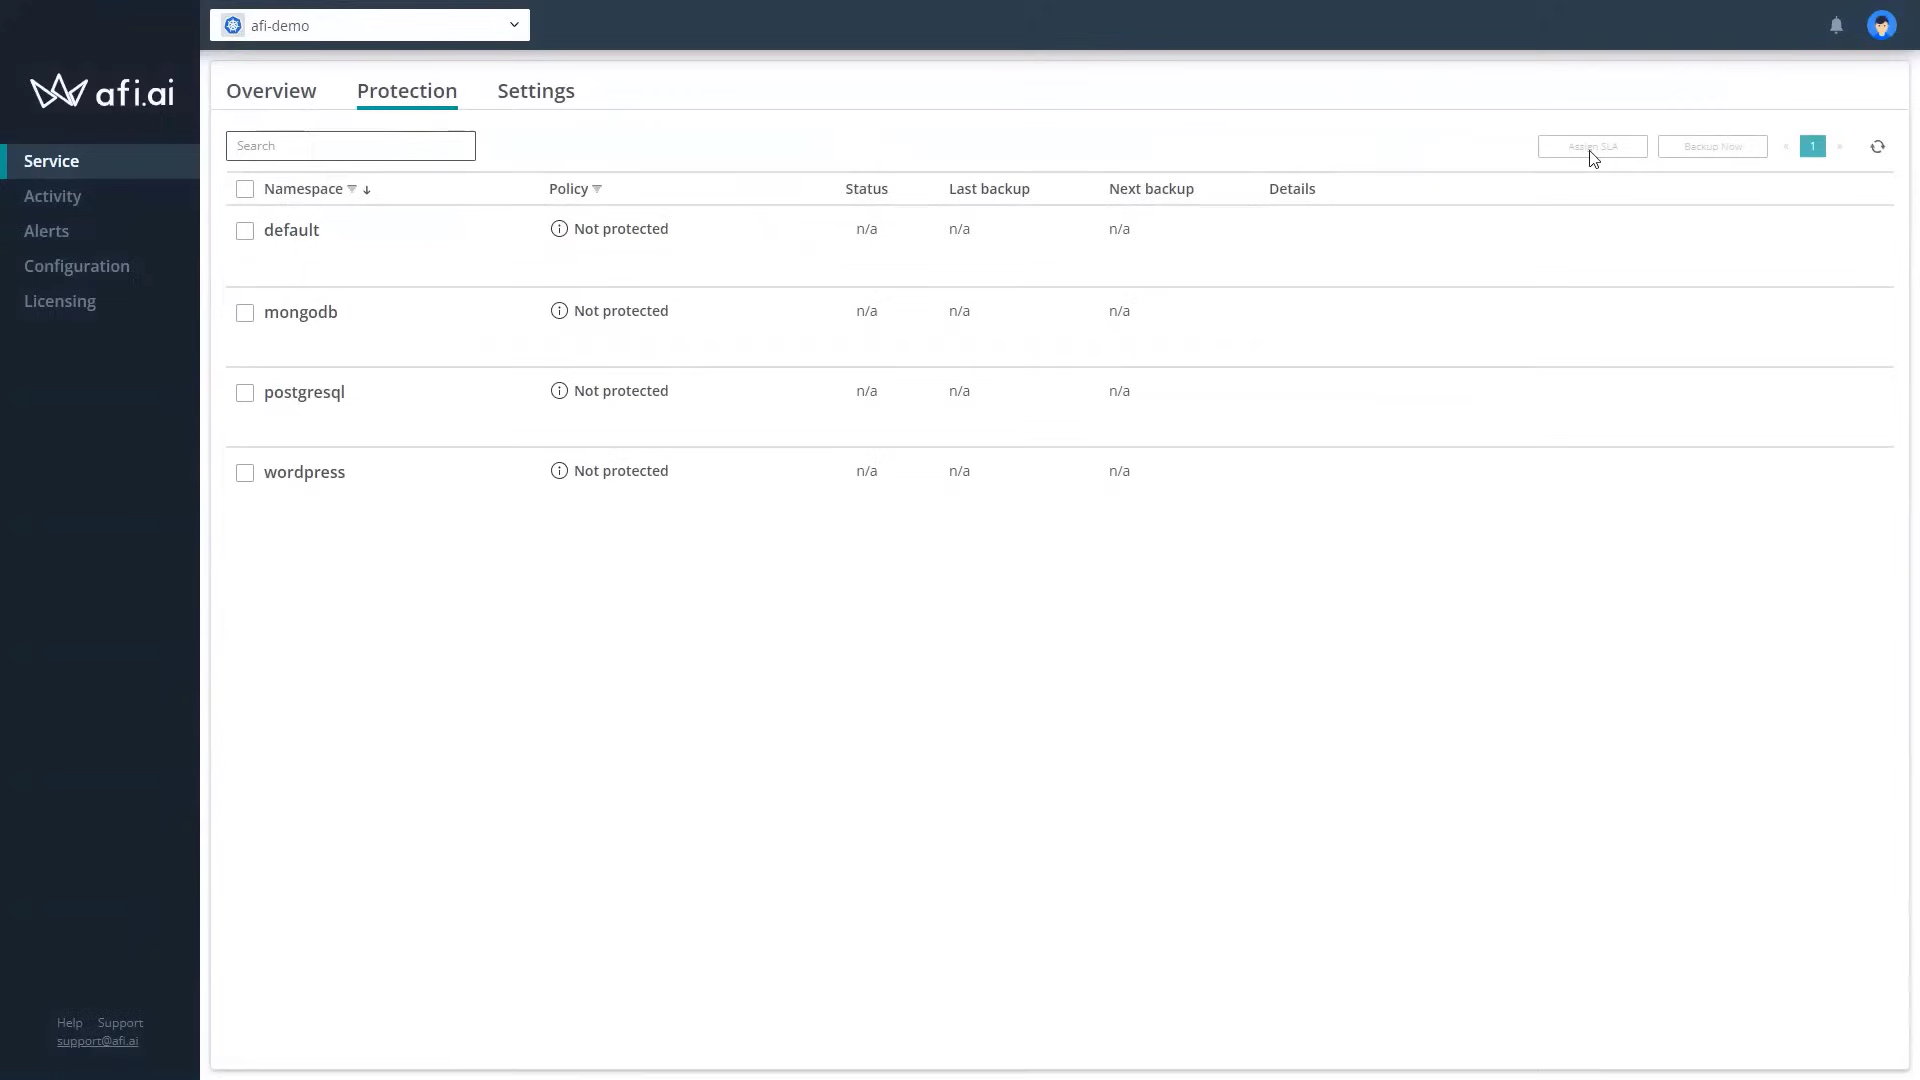 afi-demo
afi.ai
Overview Protection Settings
Service
Activity
Alerts
Configuration
Licensing
Search
Assign SLA Backup Now « 1 »
Namespace Policy Status Last backup Next backup Details
default Not protected n/a n/a n/a
mongodb Not protected n/a n/a n/a
postgresql Not protected n/a n/a n/a
wordpress Not protected n/a n/a n/a
Help Support
support@afi.ai